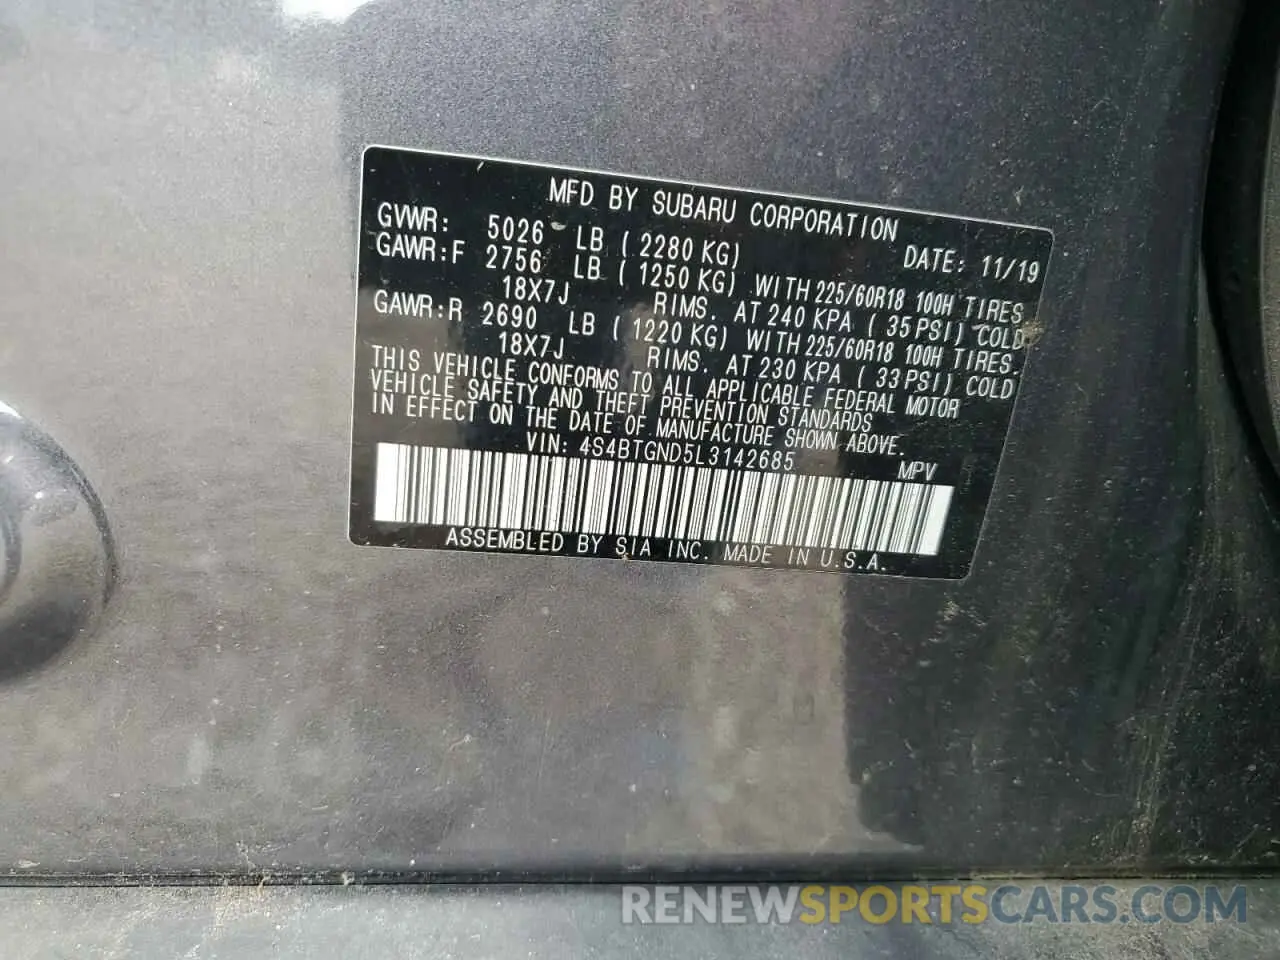 MFD BY SUBARU CORPORATION
GVWR: 5026 LB ( 2280 KG) DATE: 11/19
GAWR:F 2756 LB ( 1250 KG) WITH 225/60R18 100H TIRES
18X7J RIMS. AT 240 KPA ( 35 PSI) COLD
GAWR:R 2690 LB ( 1220 KG) WITH 225/60R18 100H TIRES.
18X7J RIMS. AT 230 KPA ( 33 PSI) COLD
THIS VEHICLE CONFORMS TO ALL APPLICABLE FEDERAL MOTOR
VEHICLE SAFETY AND THEFT PREVENTION STANDARDS
IN EFFECT ON THE DATE OF MANUFACTURE SHOWN ABOVE.
VIN: 4S4BTGND5L3142685 MPV
ASSEMBLED BY SIA INC. MADE IN U.S.A.
RENEWSPORTSCARS.COM